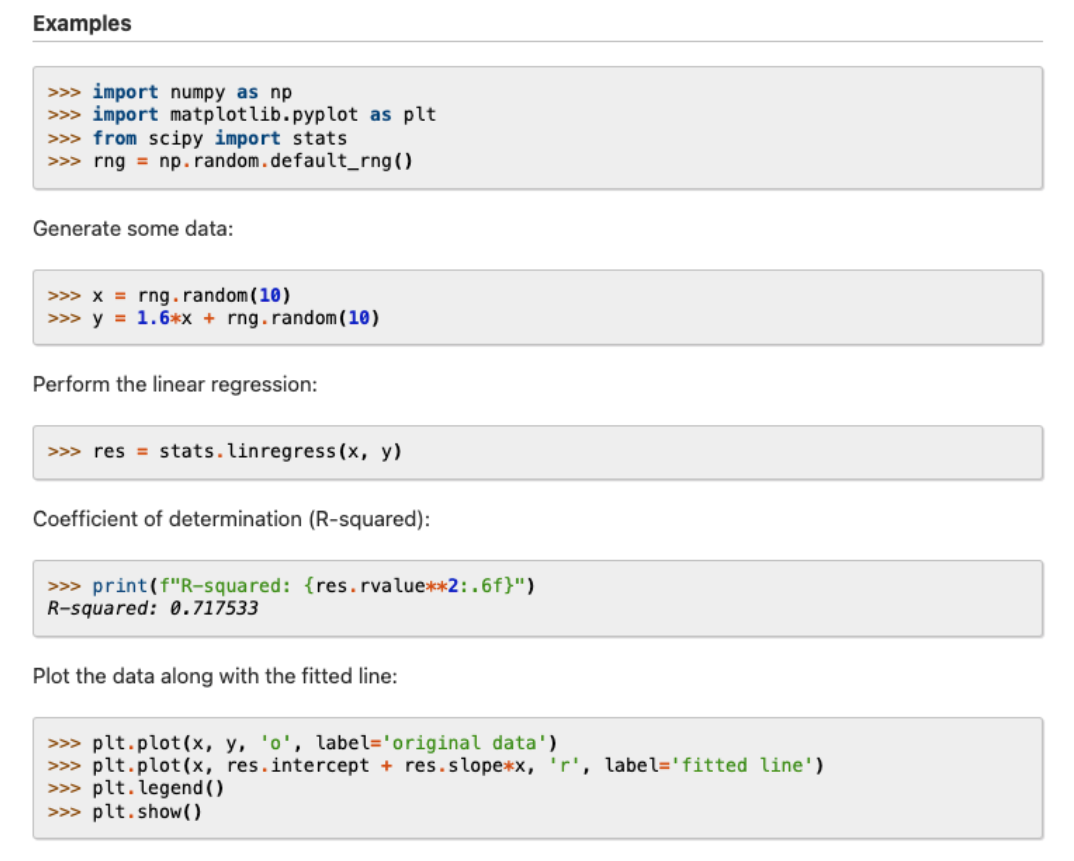 Examples
>>> import numpy as np
>>> import matplotlib.pyplot as plt
>>> from scipy import stats
>>> rng = np.random.default_rng()
Generate some data:
>>> x = rng.random(10)
>>> y = 1.6*x + rng.random(10)
Perform the linear regression:
>>> res = stats.linregress(x, y)
Coefficient of determination (R-squared):
>>> print(f"R-squared: {res.rvalue**2:.6f}")
R-squared: 0.717533
Plot the data along with the fitted line:
>>> plt.plot(x, y, 'o', label='original data')
>>> plt.plot(x, res.intercept + res.slope*x, 'r', label='fitted line')
>>> plt.legend()
>>> plt.show()